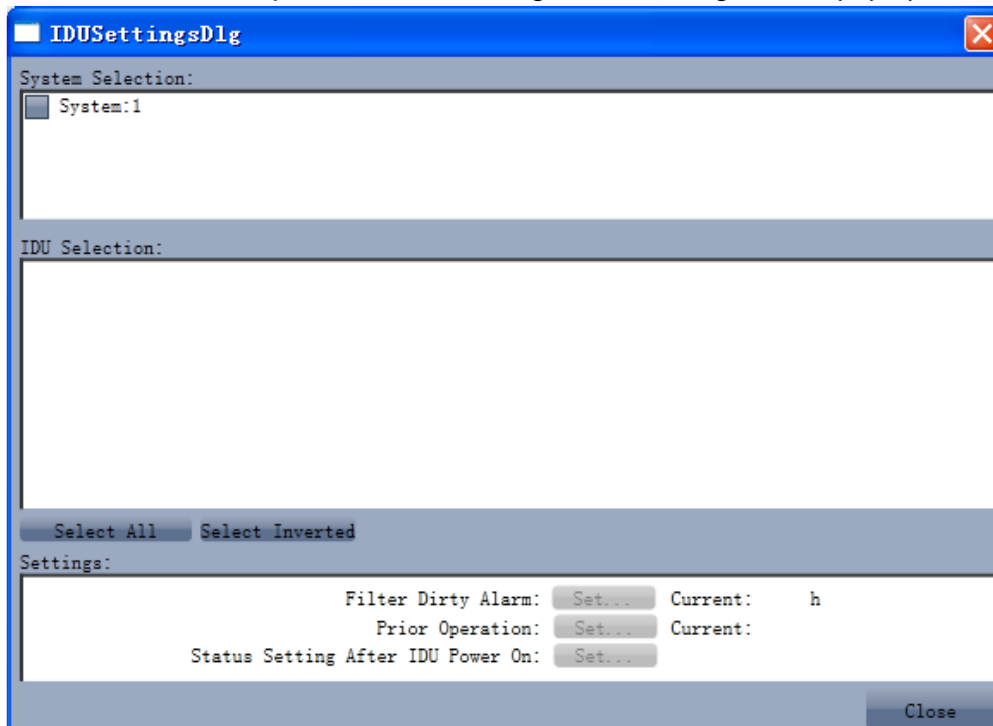 IDUSettingsDlg
System Selection:
System:1
IDU Selection:
Select All Select Inverted
Settings:
Filter Dirty Alarm: Set... Current: h
Prior Operation: Set... Current:
Status Setting After IDU Power On: Set...
Close